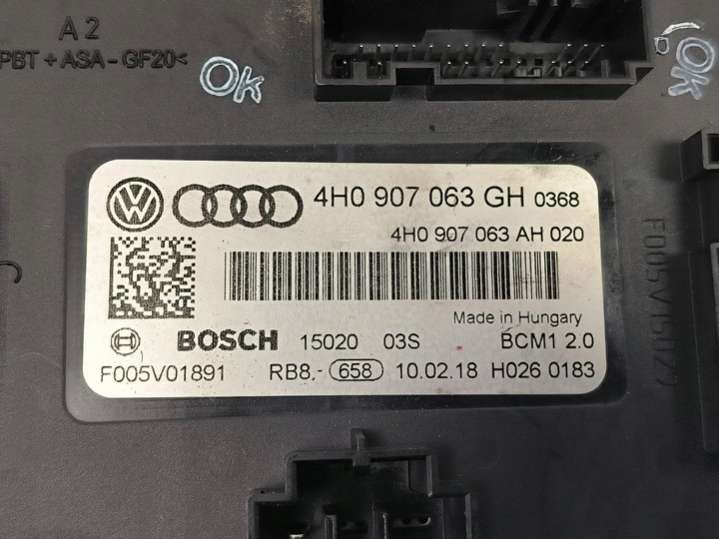 A 2
PBT + ASA - GF20<
OK
OK
4H0 907 063 GH 0368
4H0 907 063 AH 020
Made in Hungary
BOSCH 15020 03S BCM1 2.0
F005V01891 RB8.- 658 10.02.18 H026 0183